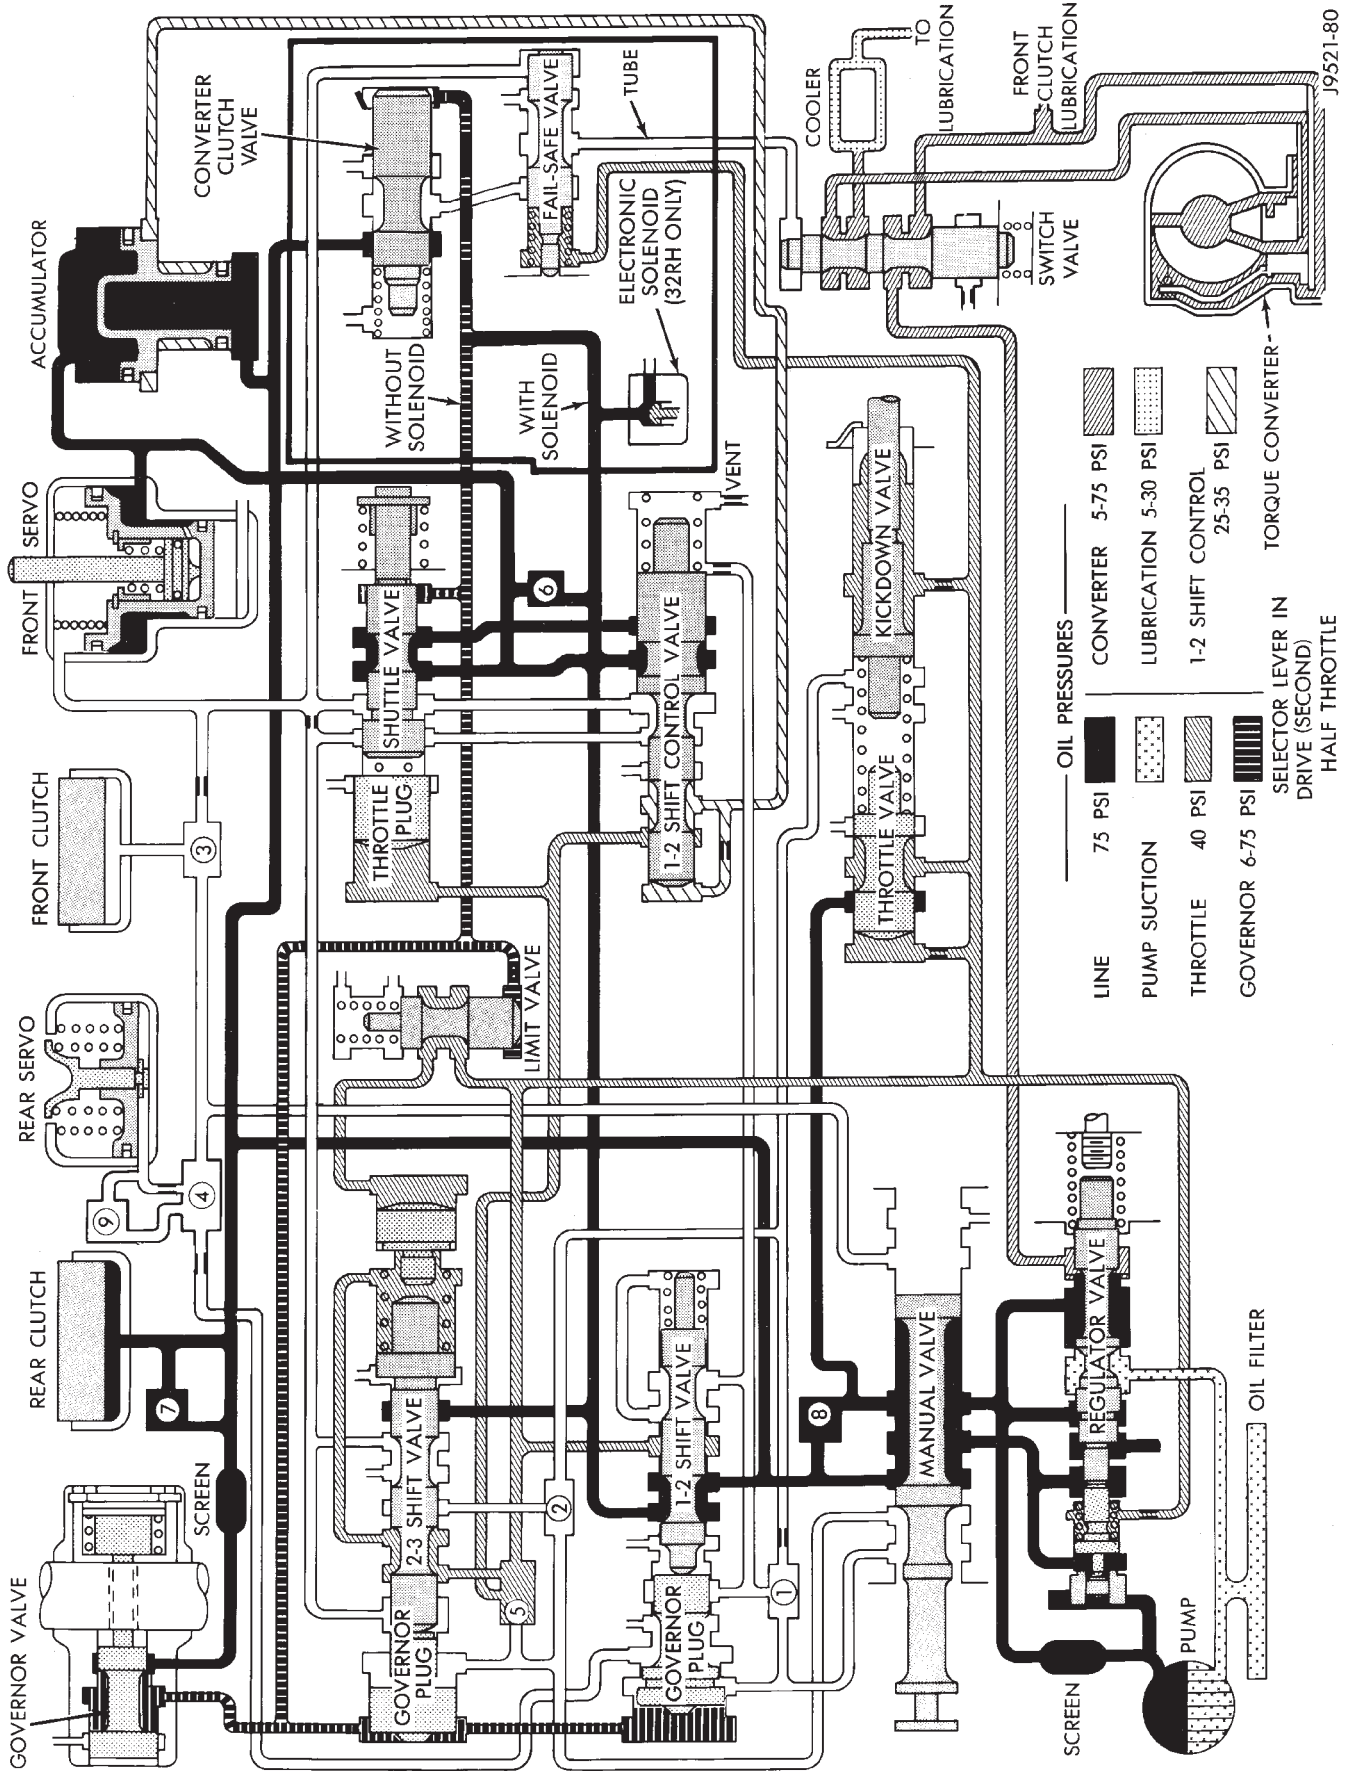 GOVERNOR VALVE
SCREEN
REAR CLUTCH
7
9
4
REAR SERVO
FRONT CLUTCH
3
FRONT SERVO
ACCUMULATOR
CONVERTER
CLUTCH
VALVE
GOVERNOR
PLUG
2-3 SHIFT VALVE
5
2
LIMIT VALVE
THROTTLE
PLUG
SHUTTLE VALVE
6
WITHOUT
SOLENOID
WITH
SOLENOID
FAIL-SAFE VALVE
TUBE
ELECTRONIC
SOLENOID
(32RH ONLY)
GOVERNOR
PLUG
1-2 SHIFT VALVE
1
8
1-2 SHIFT CONTROL VALVE
VENT
MANUAL VALVE
THROTTLE VALVE
KICKDOWN VALVE
SWITCH
VALVE
COOLER
TO
LUBRICATION
FRONT
CLUTCH
LUBRICATION
SCREEN
PUMP
REGULATOR VALVE
OIL FILTER
OIL PRESSURES
LINE 75 PSI
PUMP SUCTION
THROTTLE 40 PSI
GOVERNOR 6-75 PSI
CONVERTER 5-75 PSI
LUBRICATION 5-30 PSI
1-2 SHIFT CONTROL
25-35 PSI
SELECTOR LEVER IN
DRIVE (SECOND)
HALF THROTTLE
TORQUE CONVERTER
J9521-80